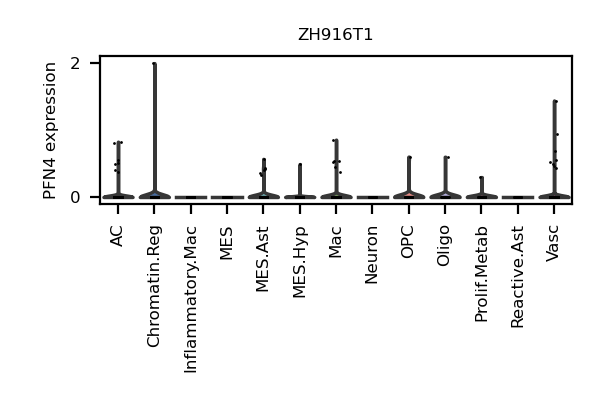 ZH916T1
PFN4 expression
2
0
AC
Chromatin.Reg
Inflammatory.Mac
MES
MES.Ast
MES.Hyp
Mac
Neuron
OPC
Oligo
Prolif.Metab
Reactive.Ast
Vasc